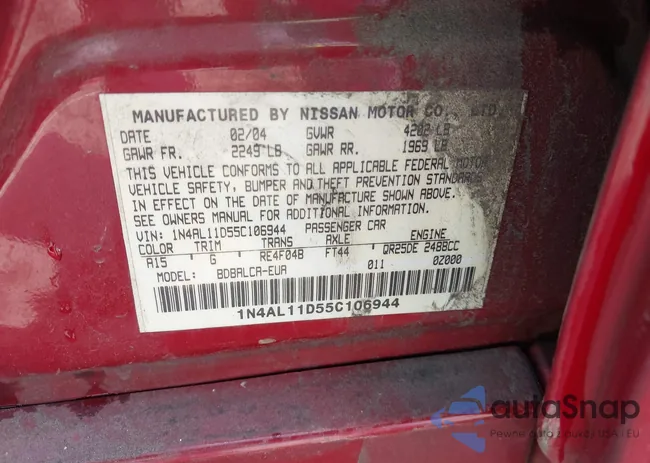 MANUFACTURED BY NISSAN MOTOR CO., LTD.
DATE 02/04 GVWR 4202 LB
GAWR FR. 2249 LB GAWR RR. 1969 LB
THIS VEHICLE CONFORMS TO ALL APPLICABLE FEDERAL MOTOR
VEHICLE SAFETY, BUMPER AND THEFT PREVENTION STANDARDS
IN EFFECT ON THE DATE OF MANUFACTURE SHOWN ABOVE.
SEE OWNERS MANUAL FOR ADDITIONAL INFORMATION.
VIN: 1N4AL11D55C106944 PASSENGER CAR
COLOR TRIM TRANS AXLE ENGINE
A15 G RE4F04B FT44 QR25DE 2488CC
MODEL: BDBALCA-EUA 011 0Z000
1N4AL11D55C106944
autoSnap
USA - EU